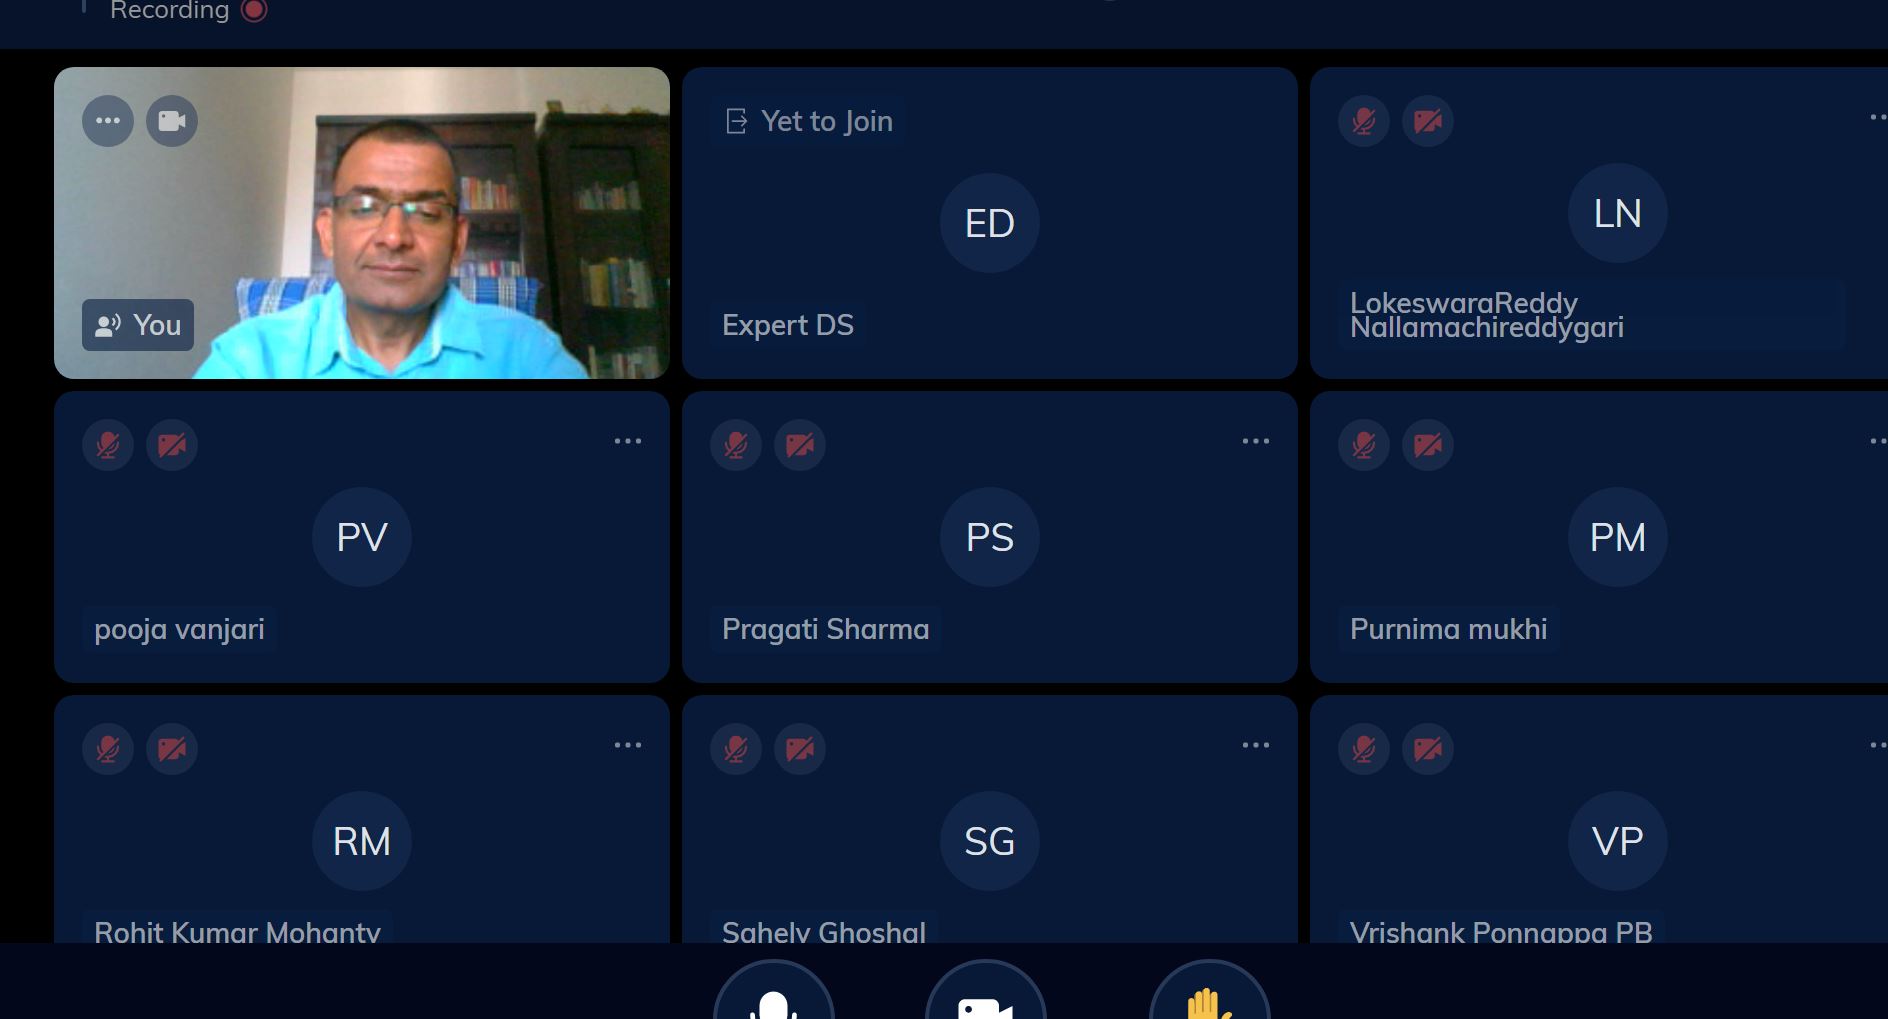 Recording
Yet to Join
ED
LN
You
Expert DS
LokeswaraReddy
Nallamachireddygari
PV
PS
PM
pooja vanjari
Pragati Sharma
Purnima mukhi
RM
SG
VP
Rohit Kumar Mohanty
Sahely Ghoshal
Vrishank Ponnappa PB